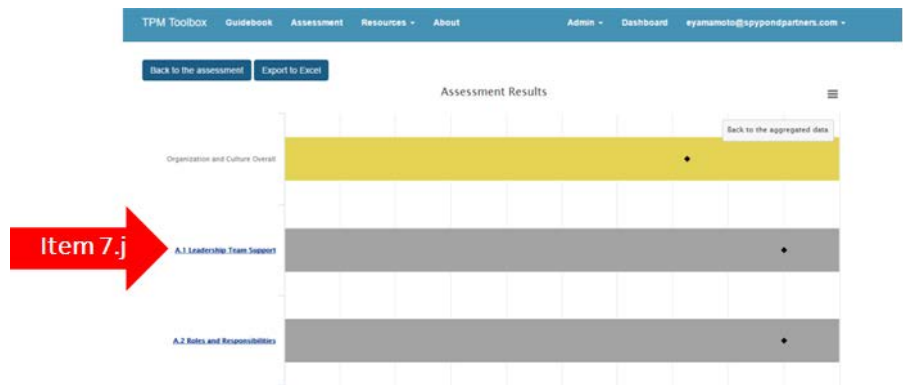 TPM Toolbox Guidebook Assessment Resources About Admin Dashboard eyamamoto@spypondpartners.com
Back to the assessment Export to Excel
Assessment Results
Back to the aggregated data
Organization and Culture Overall
Item 7.j
A.1 Leadership Team Support
A.2 Roles and Responsibilities